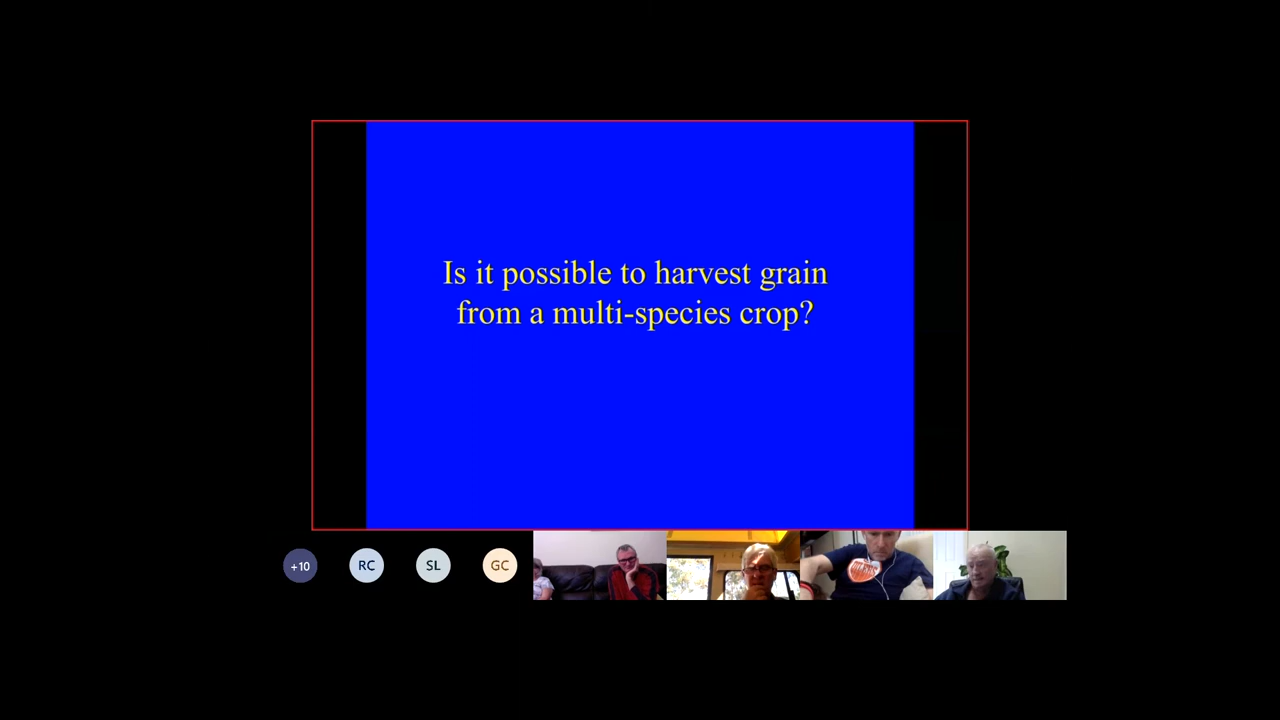 Is it possible to harvest grain
from a multi-species crop?
+10
RC
SL
GC